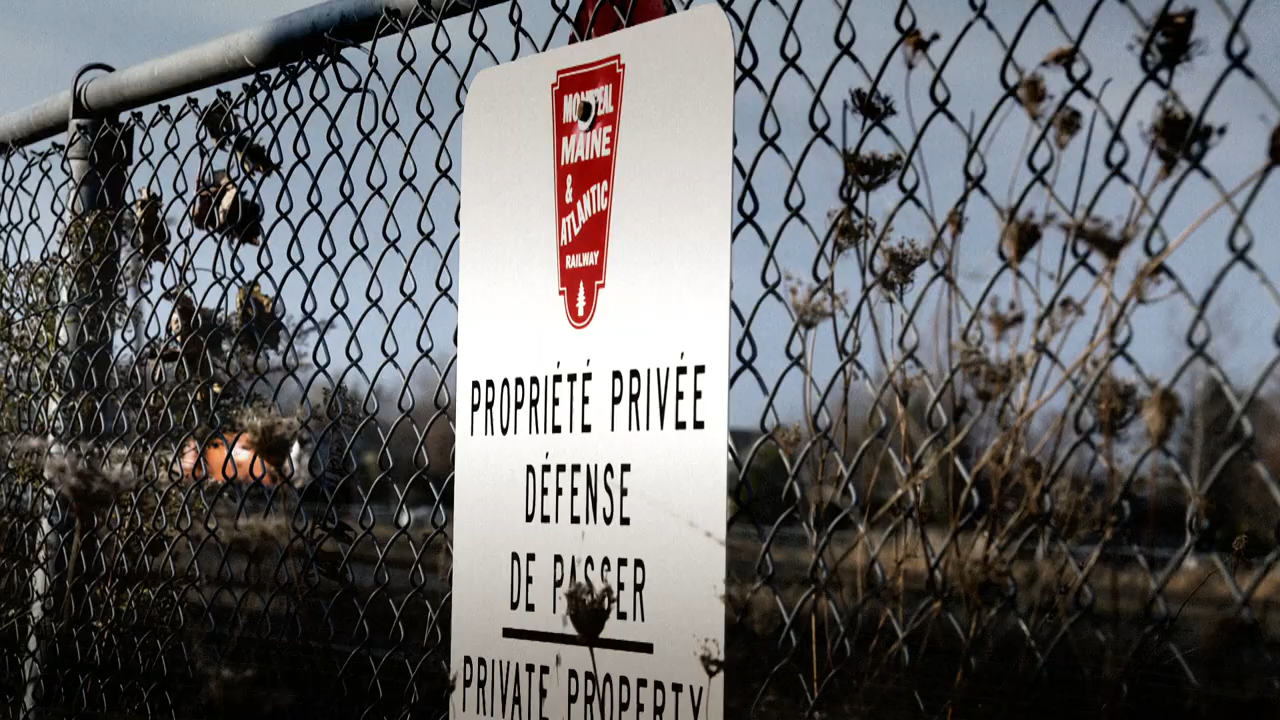 MONTREAL
MAINE
&
ATLANTIC
RAILWAY
PROPRIÉTÉ PRIVÉE
DÉFENSE
DE PASSER
PRIVATE PROPERTY